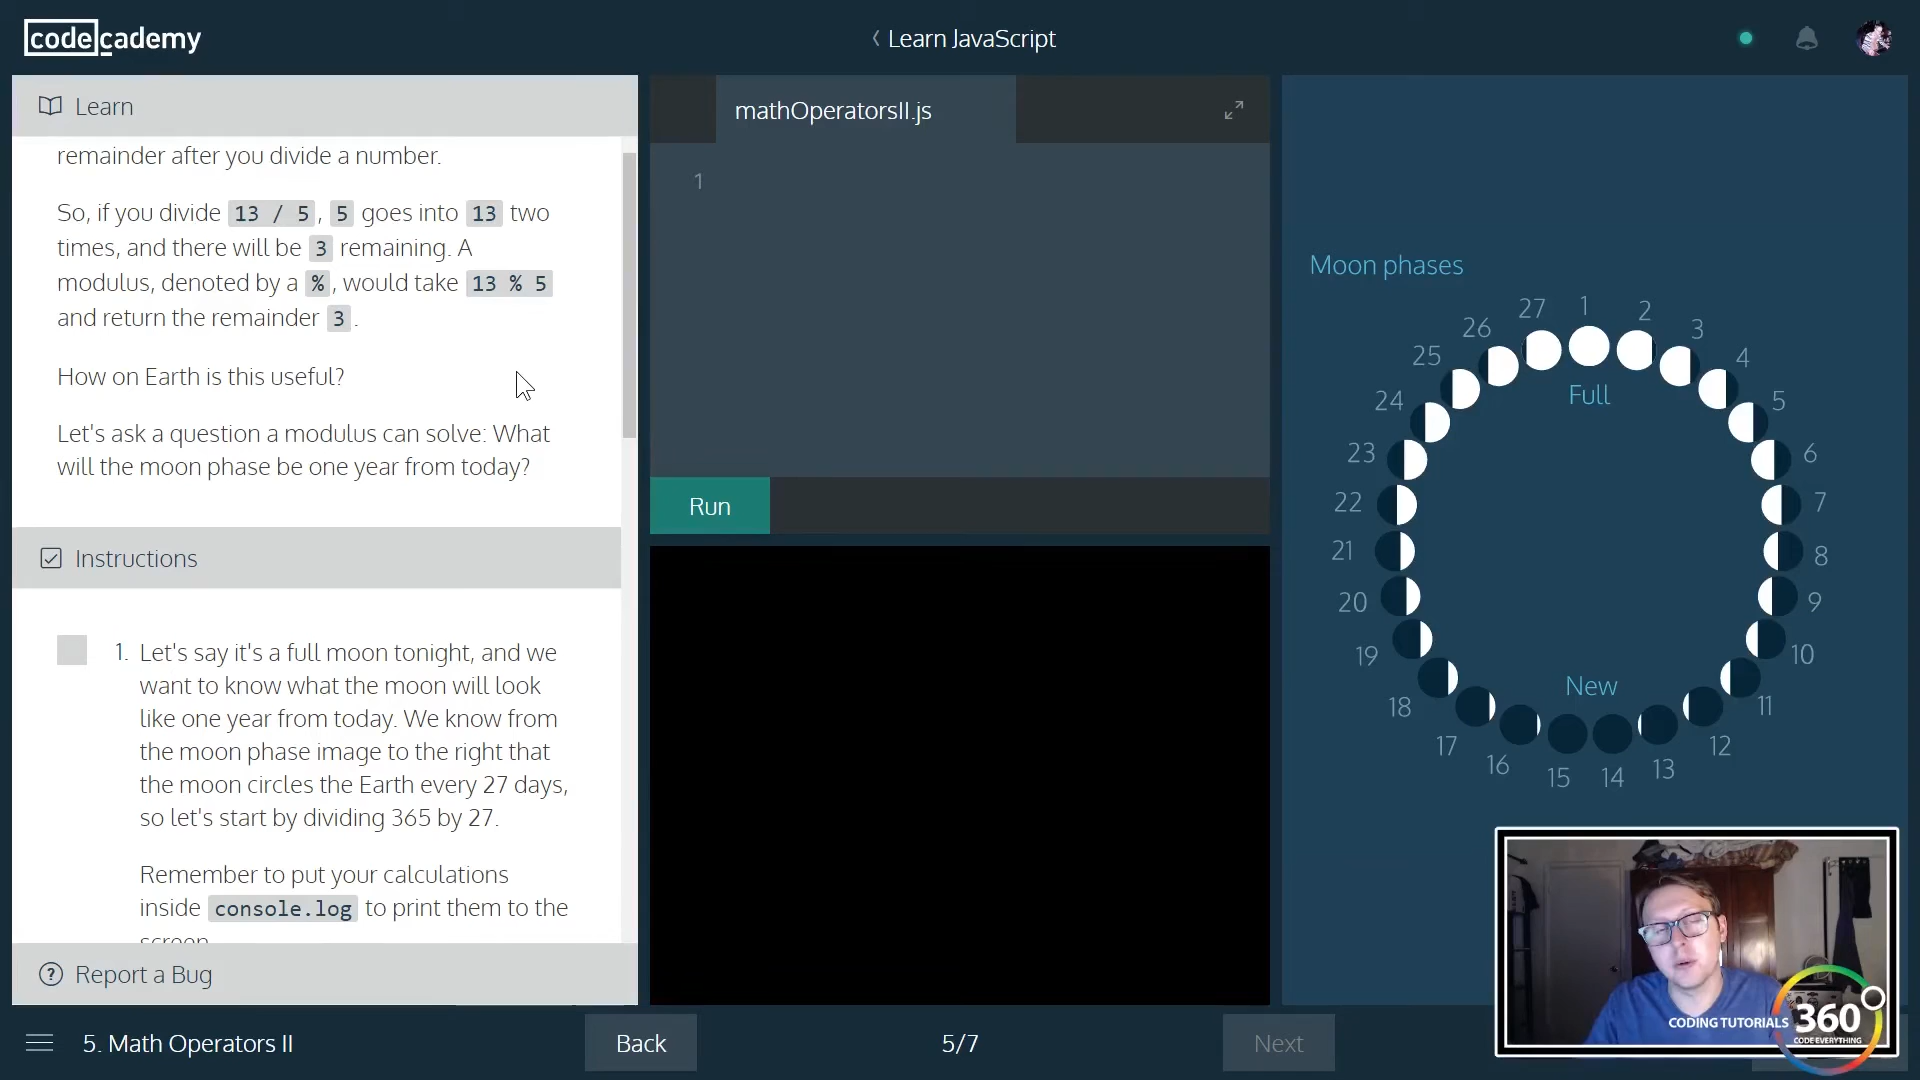 codecademy
Learn JavaScript
Learn
remainder after you divide a number.
So, if you divide 13 / 5, 5 goes into 13 two
times, and there will be 3 remaining. A
modulus, denoted by a %, would take 13 % 5
and return the remainder 3.
How on Earth is this useful?
Let's ask a question a modulus can solve: What
will the moon phase be one year from today?
Instructions
1. Let's say it's a full moon tonight, and we
want to know what the moon will look
like one year from today. We know from
the moon phase image to the right that
the moon circles the Earth every 27 days,
so let's start by dividing 365 by 27.
Remember to put your calculations
inside console.log to print them to the
screen
Report a Bug
mathOperatorsII.js
1
Run
Moon phases
1
2
3
4
5
6
7
8
9
10
11
12
13
14
15
16
17
18
19
20
21
22
23
24
25
26
27
Full
New
5. Math Operators II
Back
5/7
Next
CODING TUTORIALS 360
CODE EVERYTHING